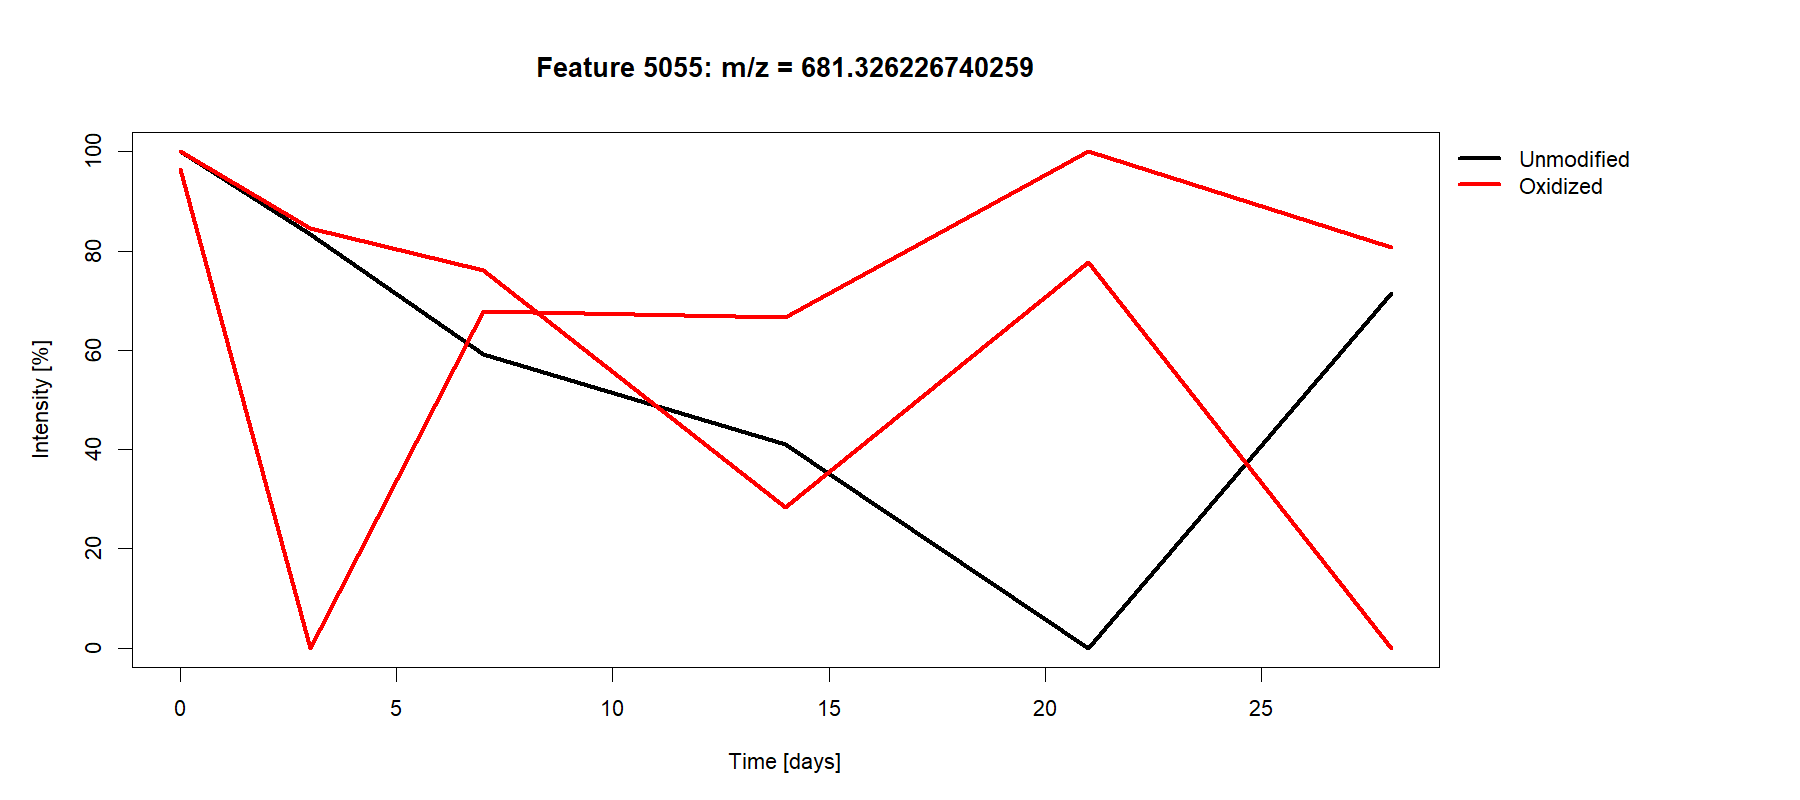 Feature 5055: m/z = 681.326226740259
Unmodified
Oxidized
Intensity [%]
100
80
60
40
20
0
0 5 10 15 20 25
Time [days]